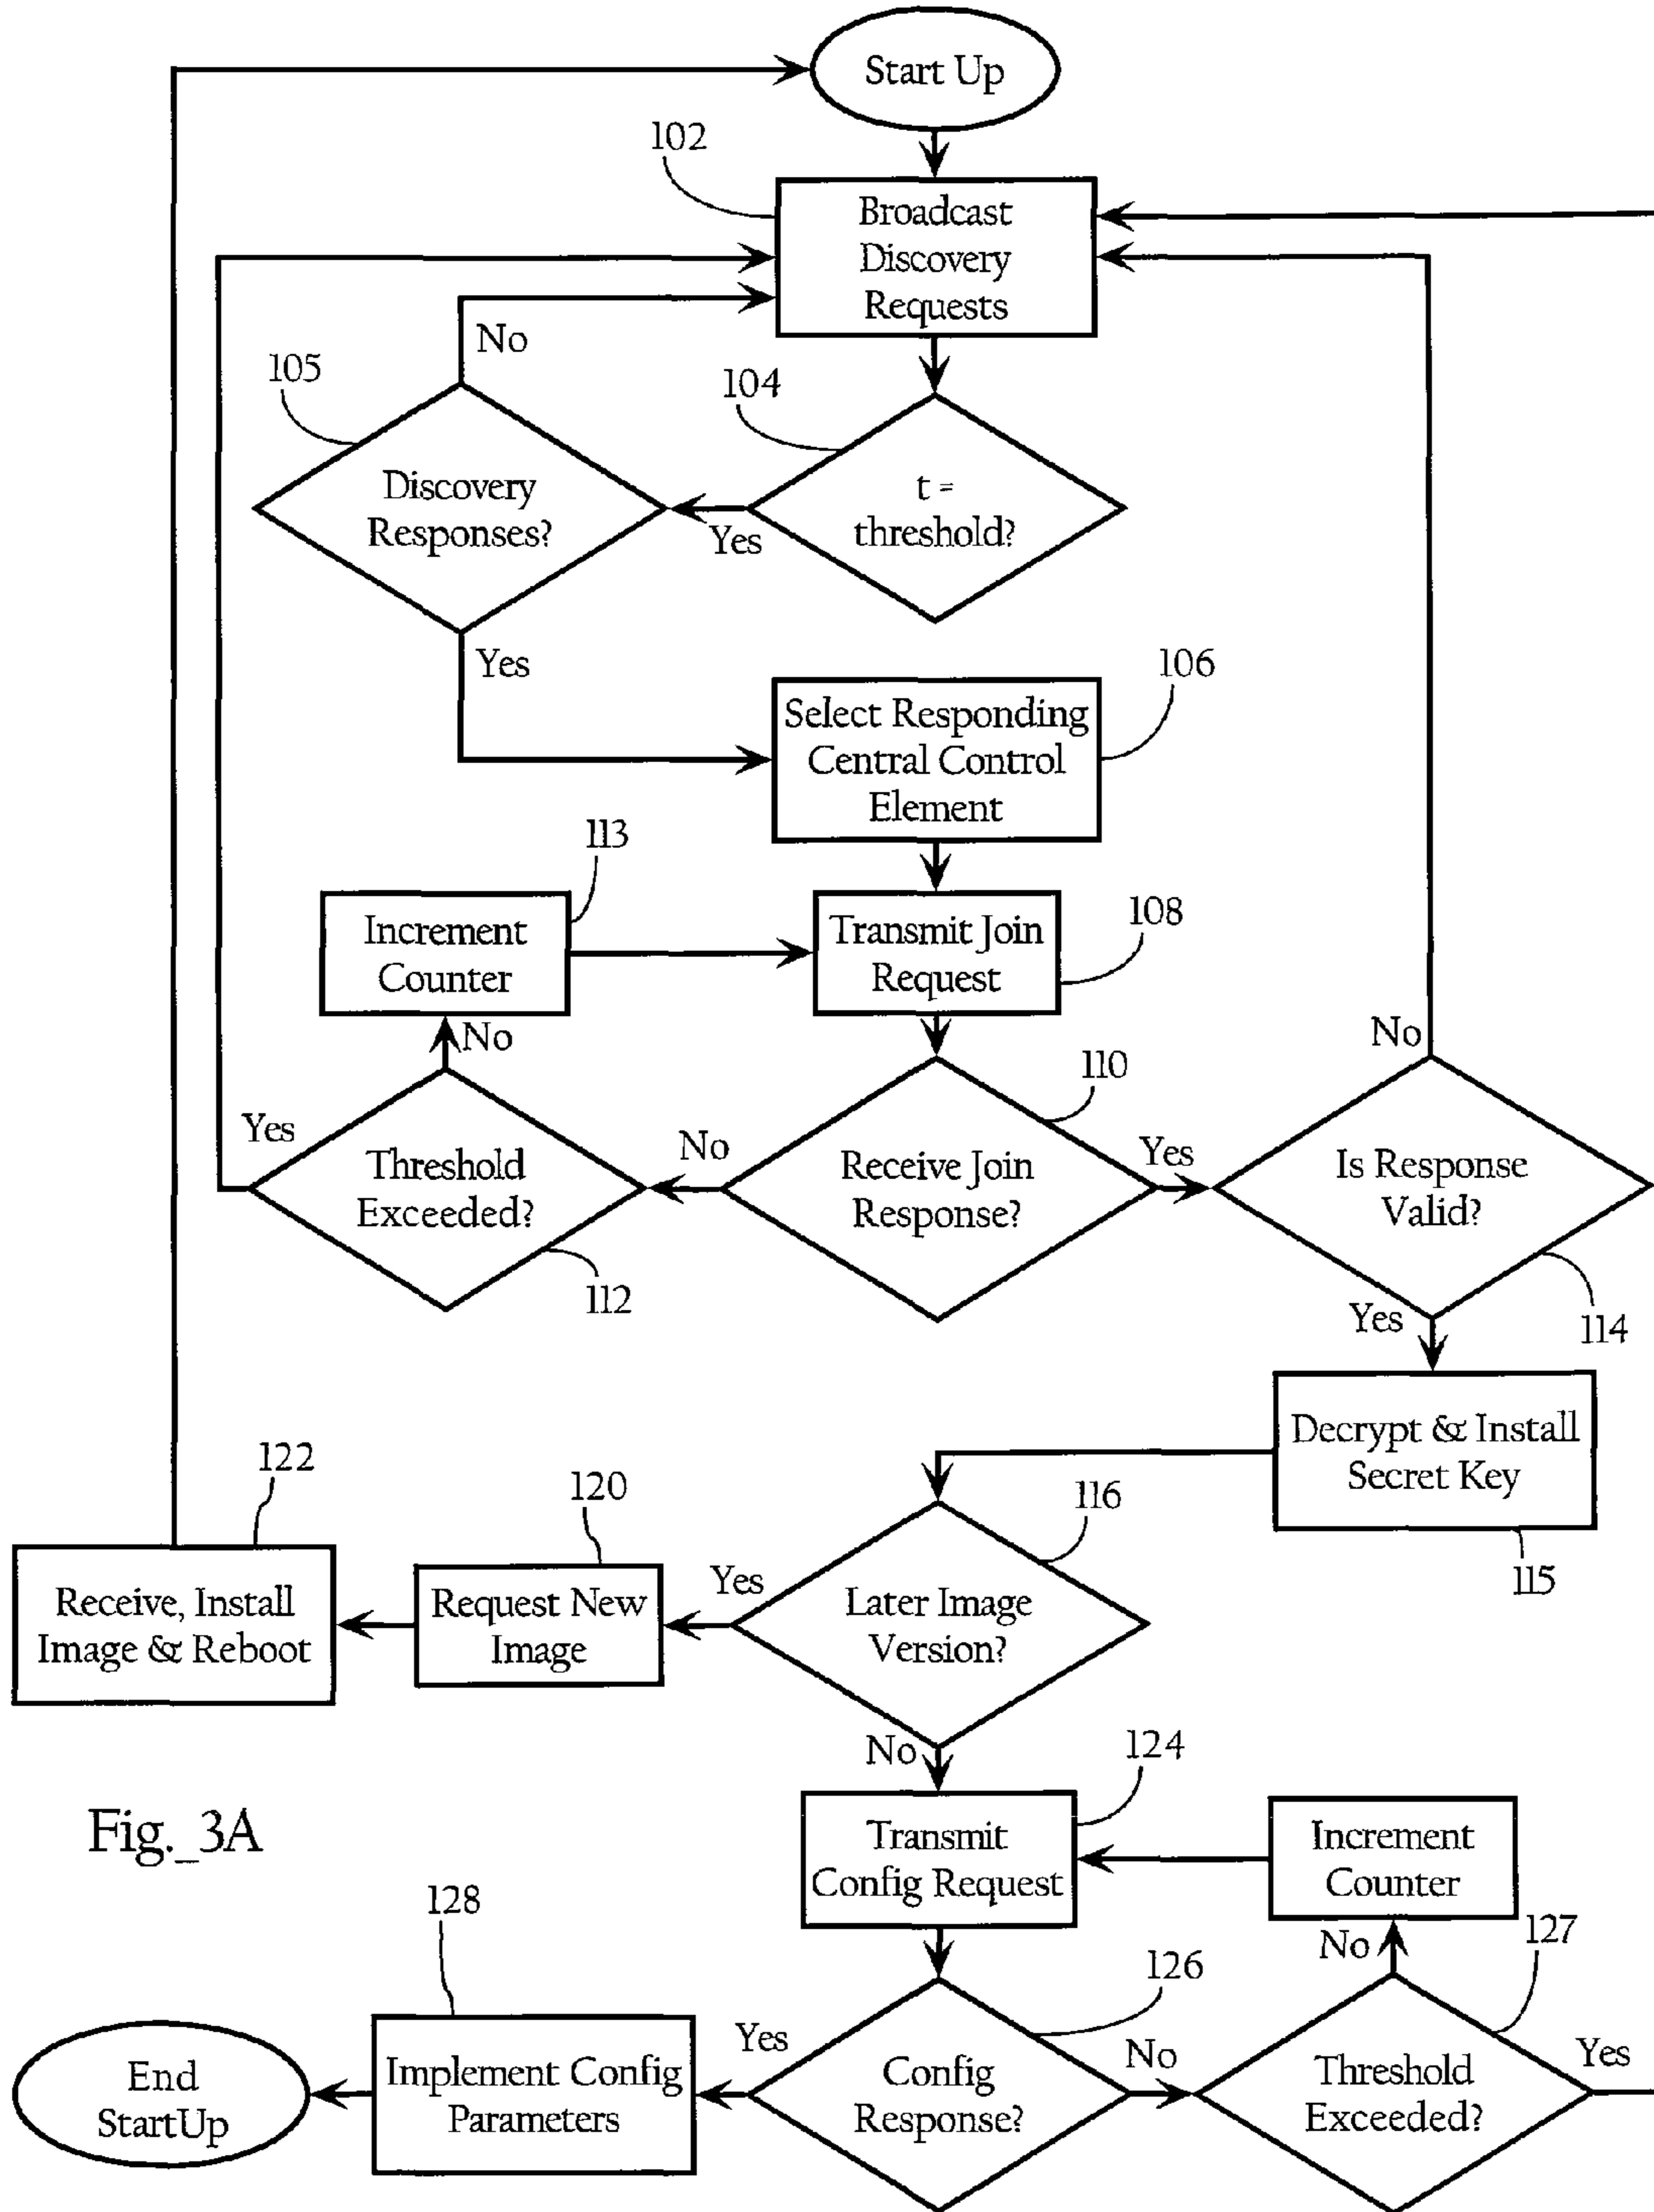 Start Up
102
Broadcast
Discovery
Requests
No
105
104
Discovery
Responses?
Yes
t =
threshold?
Yes
106
Select Responding
Central Control
Element
113
Increment
Counter
108
Transmit Join
Request
No
110
No
Yes
Threshold
Exceeded?
No
Receive Join
Response?
Yes
Is Response
Valid?
112
Yes
114
Decrypt & Install
Secret Key
115
122
120
116
Receive, Install
Image & Reboot
Request New
Image
Yes
Later Image
Version?
No
124
Fig._3A
Transmit
Config Request
Increment
Counter
128
No
127
126
End
StartUp
Implement Config
Parameters
Yes
Config
Response?
No
Threshold
Exceeded?
Yes